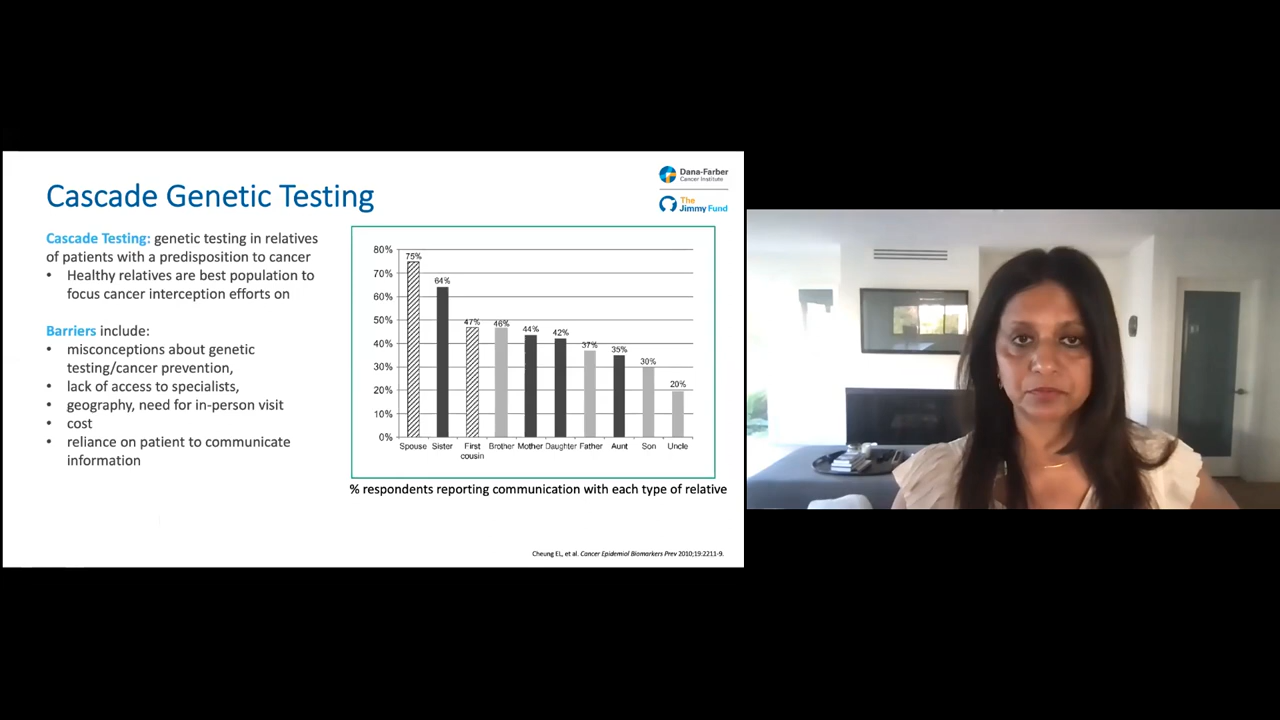 Cascade Genetic Testing
Dana-Farber
Cancer Institute
The
Jimmy Fund
Cascade Testing: genetic testing in relatives
of patients with a predisposition to cancer
• Healthy relatives are best population to
focus cancer interception efforts on
Barriers include:
• misconceptions about genetic
testing/cancer prevention,
• lack of access to specialists,
• geography, need for in-person visit
• cost
• reliance on patient to communicate
information
80%
70%
60%
50%
40%
30%
20%
10%
0%
75%
64%
47%
46%
44%
42%
37%
35%
30%
20%
Spouse
Sister
First
cousin
Brother
Mother
Daughter
Father
Aunt
Son
Uncle
% respondents reporting communication with each type of relative
Cheung EL, et al. Cancer Epidemiol Biomarkers Prev 2010;19:2211-9.